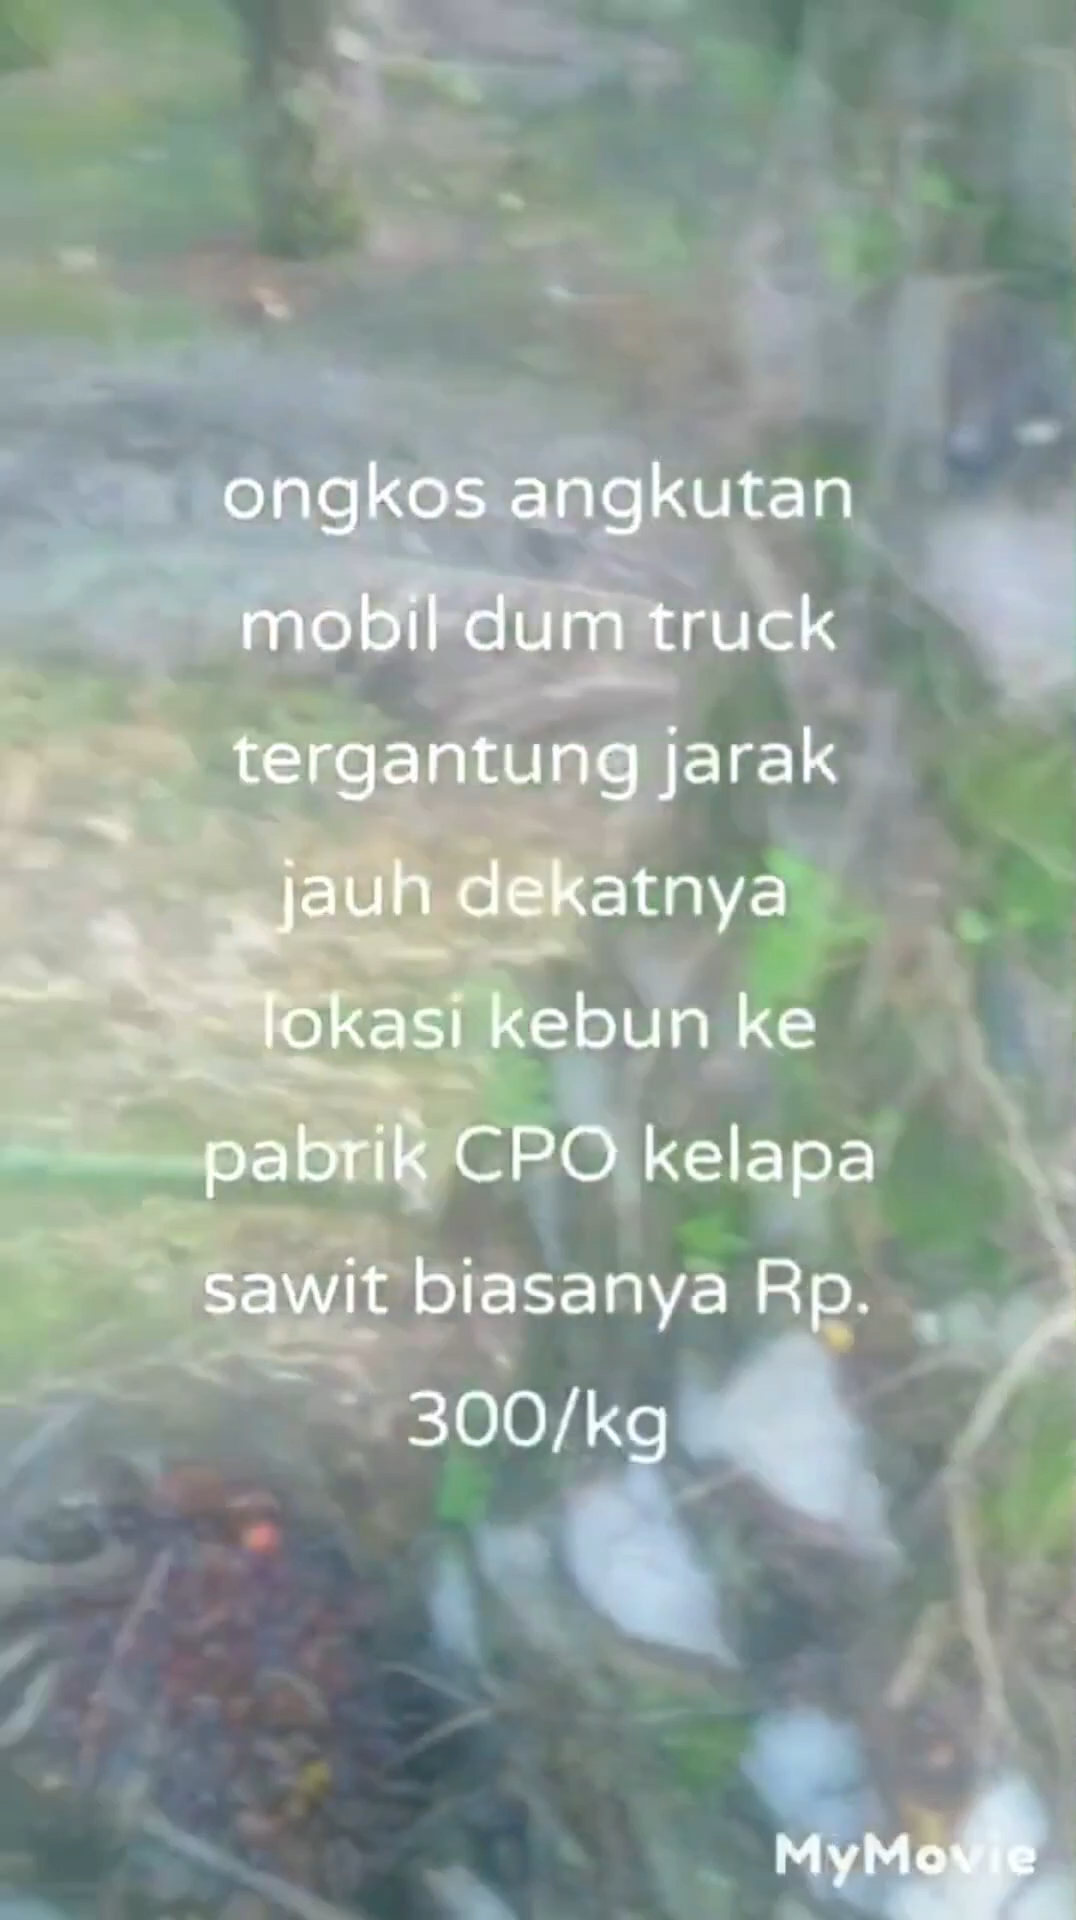 ongkos angkutan
mobil dum truck
tergantung jarak
jauh dekatnya
lokasi kebun ke
pabrik CPO kelapa
sawit biasanya Rp.
300/kg
MyMovie